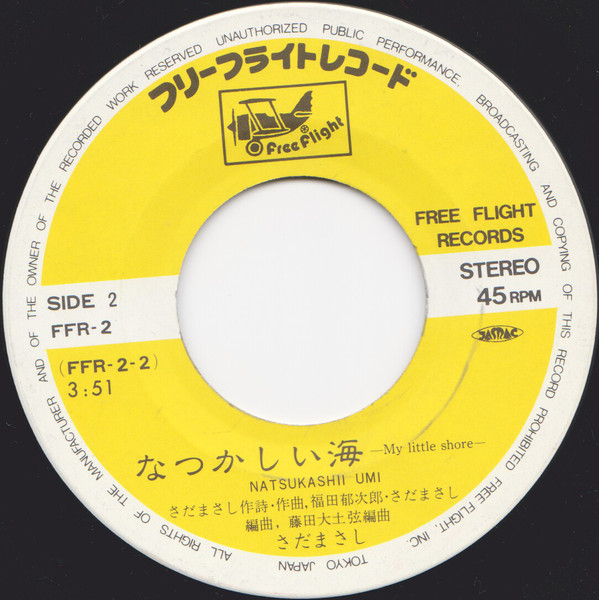 ALL RIGHTS OF THE MANUFACTURER AND OF THE OWNER OF THE RECORDED WORK RESERVED UNAUTHORIZED PUBLIC PERFORMANCE. BROADCASTING AND COPYING OF THIS RECORD PROHIBITED FREE FLIGHT, INC. TOKYO JAPAN
フリーフライトレコード
Free Flight
FREE FLIGHT
RECORDS
STEREO
45 RPM
JASRAC
SIDE 2
FFR-2
(FFR-2-2)
3:51
なつかしい海 —My little shore—
NATSUKASHII UMI
さだまさし作詩・作曲,福田郁次郎・さだまさし
編曲,藤田大土弦編曲
さだまさし